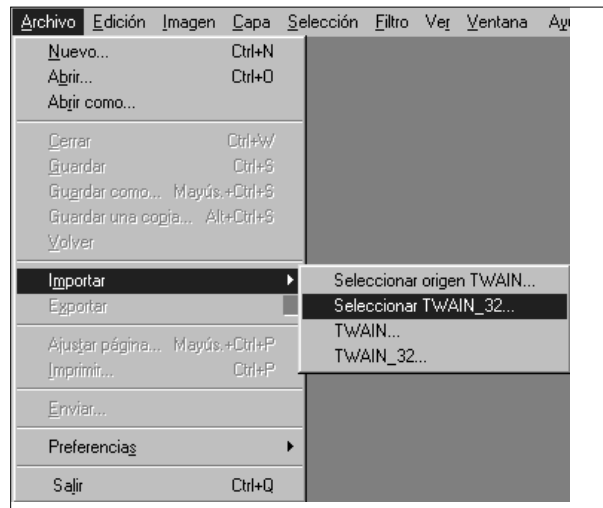 Archivo Edición Imagen Capa Selección Filtro Ver Ventana
Nuevo... Ctrl+N
Abrir... Ctrl+O
Abrir como...
Cerrar Ctrl+W
Guardar Ctrl+S
Guardar como... Mayús.+Ctrl+S
Guardar una copia... Alt+Ctrl+S
Volver
Importar
Exportar
Seleccionar origen TWAIN...
Seleccionar TWAIN_32...
TWAIN...
TWAIN_32...
Ajustar página... Mayús.+Ctrl+P
Imprimir... Ctrl+P
Enviar...
Preferencias
Salir Ctrl+Q